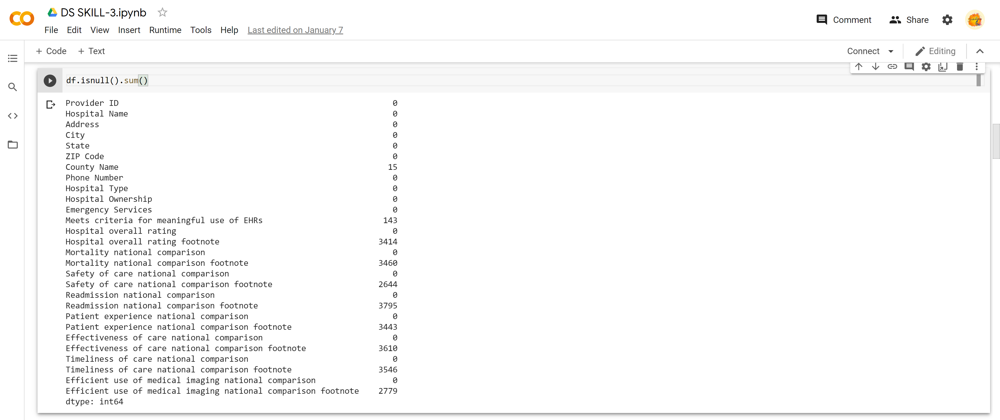 DS SKILL-3.ipynb
File Edit View Insert Runtime Tools Help Last edited on January 7
Comment Share
+ Code + Text
Connect Editing
df.isnull().sum()
Provider ID 0
Hospital Name 0
Address 0
City 0
State 0
ZIP Code 0
County Name 15
Phone Number 0
Hospital Type 0
Hospital Ownership 0
Emergency Services 0
Meets criteria for meaningful use of EHRs 143
Hospital overall rating 0
Hospital overall rating footnote 3414
Mortality national comparison 0
Mortality national comparison footnote 3460
Safety of care national comparison 0
Safety of care national comparison footnote 2644
Readmission national comparison 0
Readmission national comparison footnote 3795
Patient experience national comparison 0
Patient experience national comparison footnote 3443
Effectiveness of care national comparison 0
Effectiveness of care national comparison footnote 3610
Timeliness of care national comparison 0
Timeliness of care national comparison footnote 3546
Efficient use of medical imaging national comparison 0
Efficient use of medical imaging national comparison footnote 2779
dtype: int64